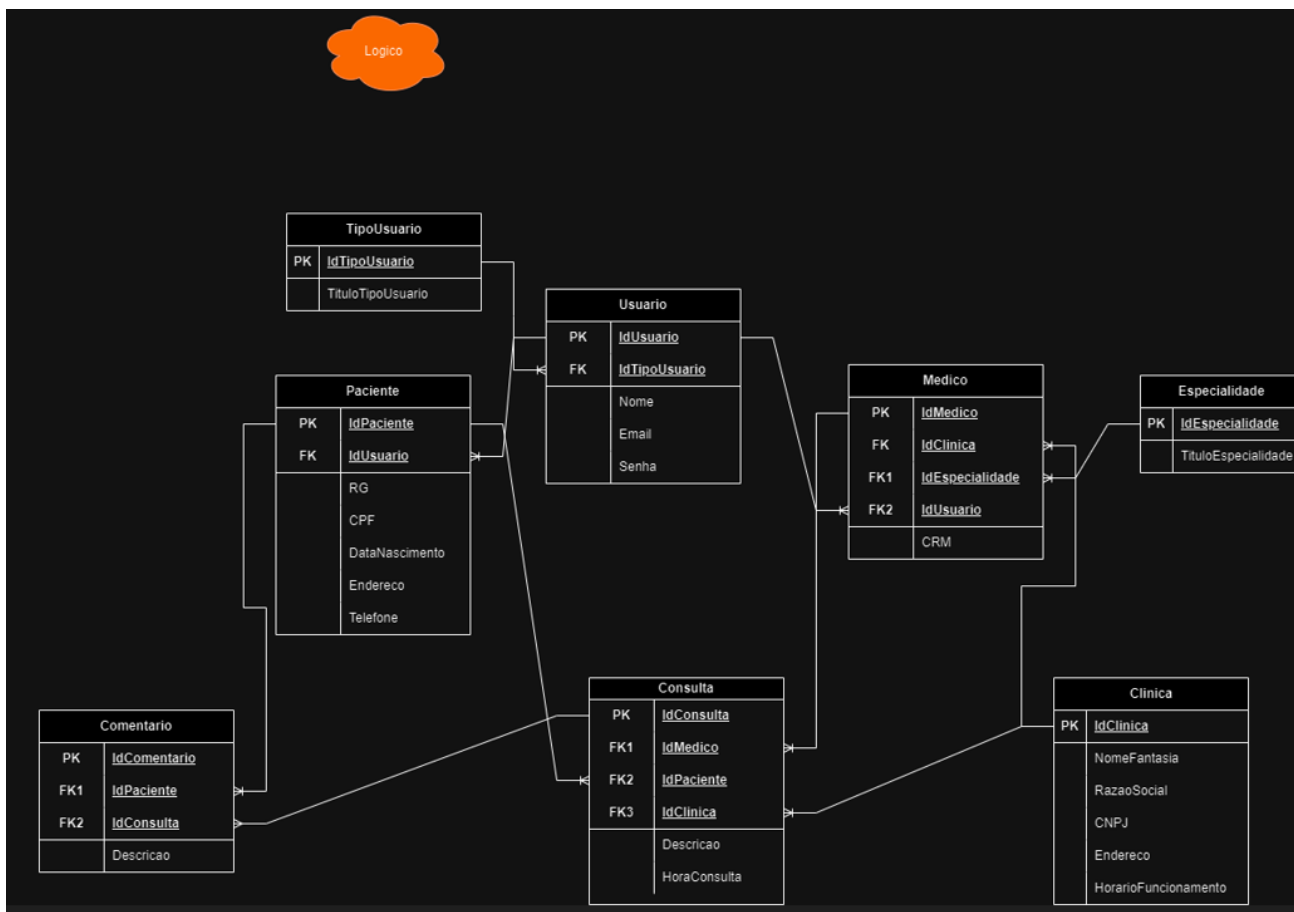 Logico
TipoUsuario
PK IdTipoUsuario
TituloTipoUsuario
Usuario
PK IdUsuario
FK IdTipoUsuario
Nome
Email
Senha
Paciente
PK IdPaciente
FK IdUsuario
RG
CPF
DataNascimento
Endereco
Telefone
Medico
PK IdMedico
FK IdClinica
FK1 IdEspecialidade
FK2 IdUsuario
CRM
Especialidade
PK IdEspecialidade
TituloEspecialidade
Comentario
PK IdComentario
FK1 IdPaciente
FK2 IdConsulta
Descricao
Consulta
PK IdConsulta
FK1 IdMedico
FK2 IdPaciente
FK3 IdClinica
Descricao
HoraConsulta
Clinica
PK IdClinica
NomeFantasia
RazaoSocial
CNPJ
Endereco
HorarioFuncionamento